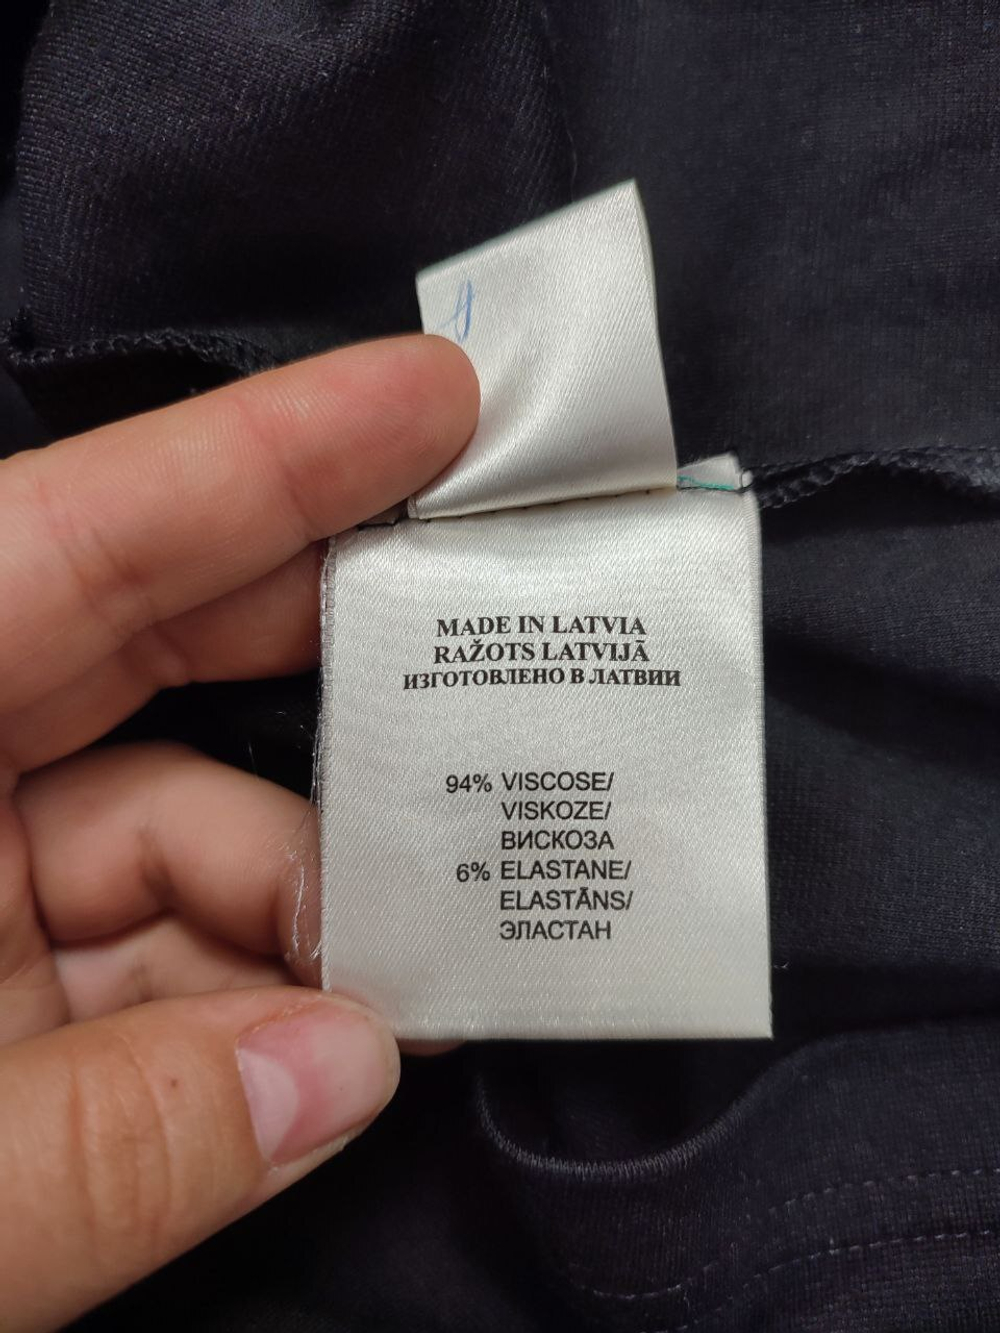 MADE IN LATVIA
RAŽOTS LATVIJĀ
ИЗГОТОВЛЕНО В ЛАТВИИ
94% VISCOSE/
VISKOZE/
ВИСКОЗА
6% ELASTANE/
ELASTĀNS/
ЭЛАСТАН